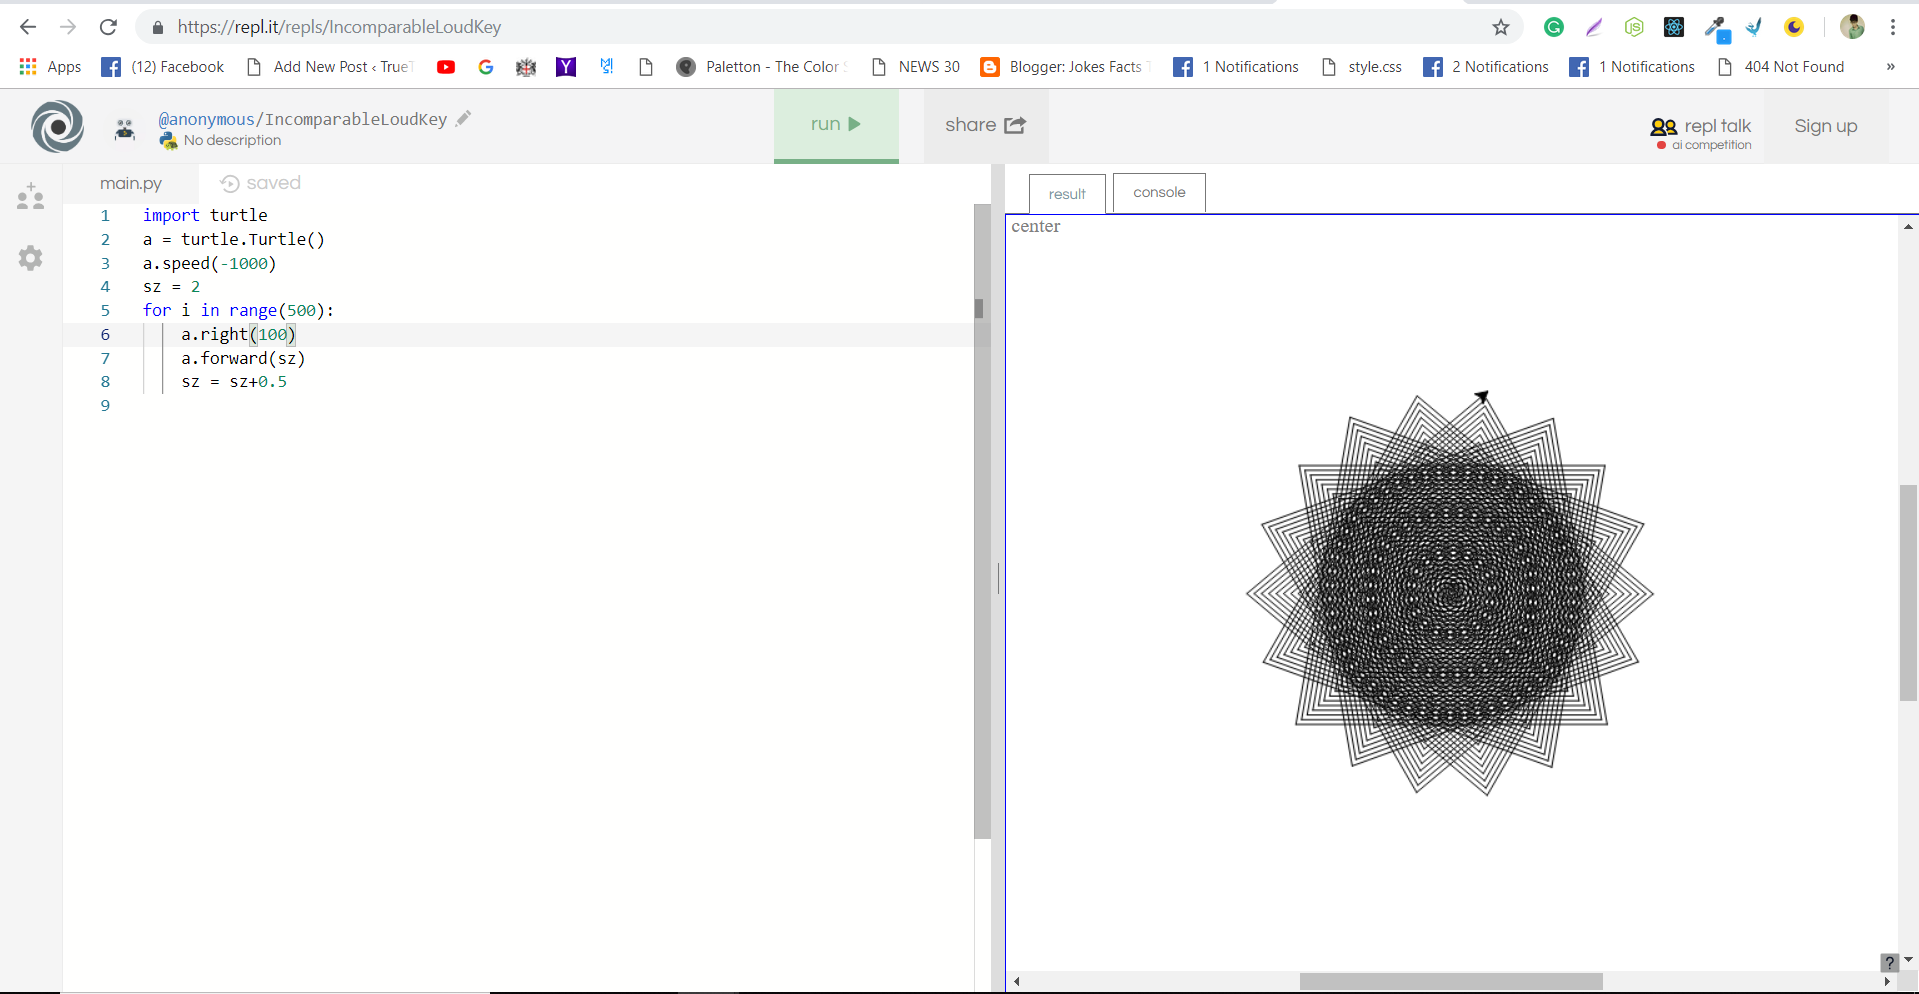 https://repl.it/repls/IncomparableLoudKey
Apps (12) Facebook Add New Post ‹ TrueT Paletton - The Color S NEWS 30 Blogger: Jokes Facts T 1 Notifications style.css 2 Notifications 1 Notifications 404 Not Found »
@anonymous/IncomparableLoudKey
No description
run
share
repl talk
ai competition
Sign up
main.py saved
1 import turtle
2 a = turtle.Turtle()
3 a.speed(-1000)
4 sz = 2
5 for i in range(500):
6 a.right(100)
7 a.forward(sz)
8 sz = sz+0.5
9
result console
center
?